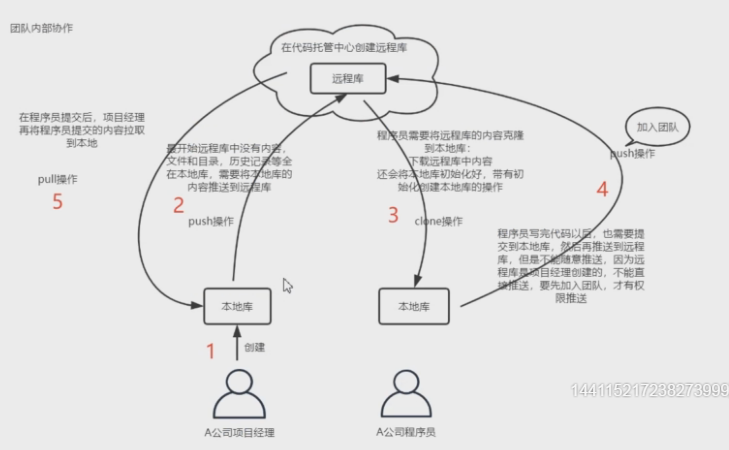 团队内部协作
在代码托管中心创建远程库
远程库
在程序员提交后，项目经理
再将程序员提交的内容拉取
到本地
pull操作
5
最开始远程库中没有内容，
文件和目录，历史记录等全
在本地库，需要将本地库的
内容推送到远程库
2
push操作
程序员需要将远程库的内容克隆
到本地库：
下载远程库中内容
还会将本地库初始化好，带有初
始化创建本地库的操作
3
clone操作
加入团队
push操作
4
程序员写完代码以后，也需要提
交到本地库，然后再推送到远程
库，但是不能随意推送，因为远
程库是项目经理创建的，不能直
接推送，要先加入团队，才有权
限推送
本地库
本地库
1
创建
A公司项目经理
A公司程序员
144115217238273999